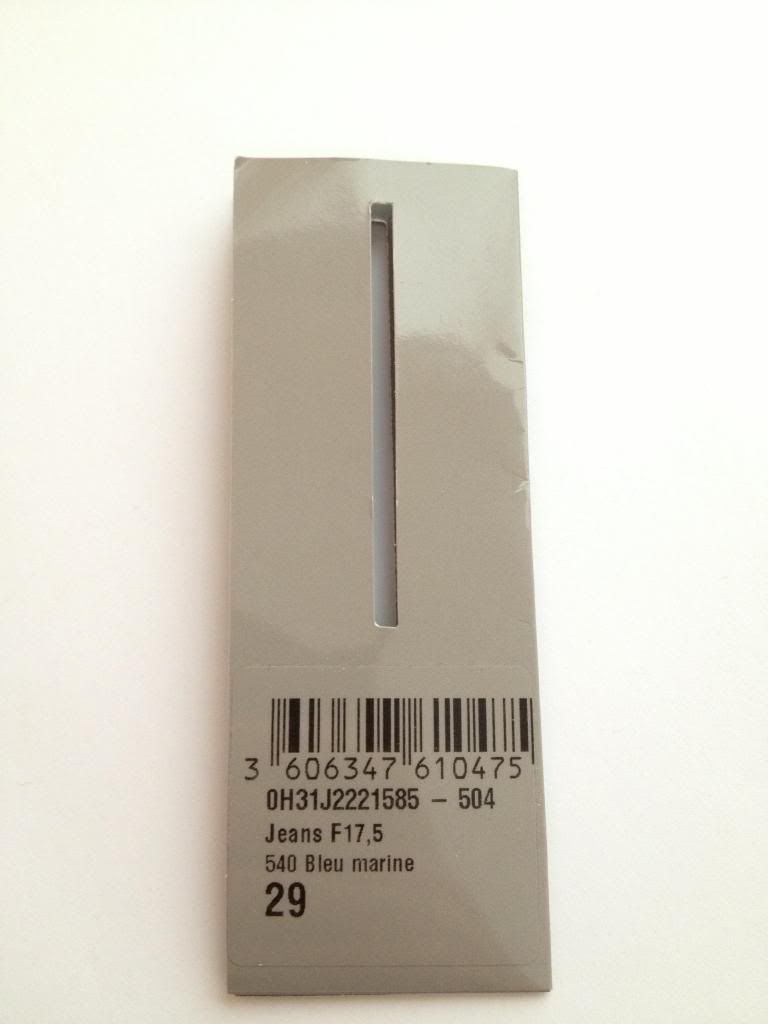 3 606347 610475
0H31J2221585 – 504
Jeans F17,5
540 Bleu marine
29